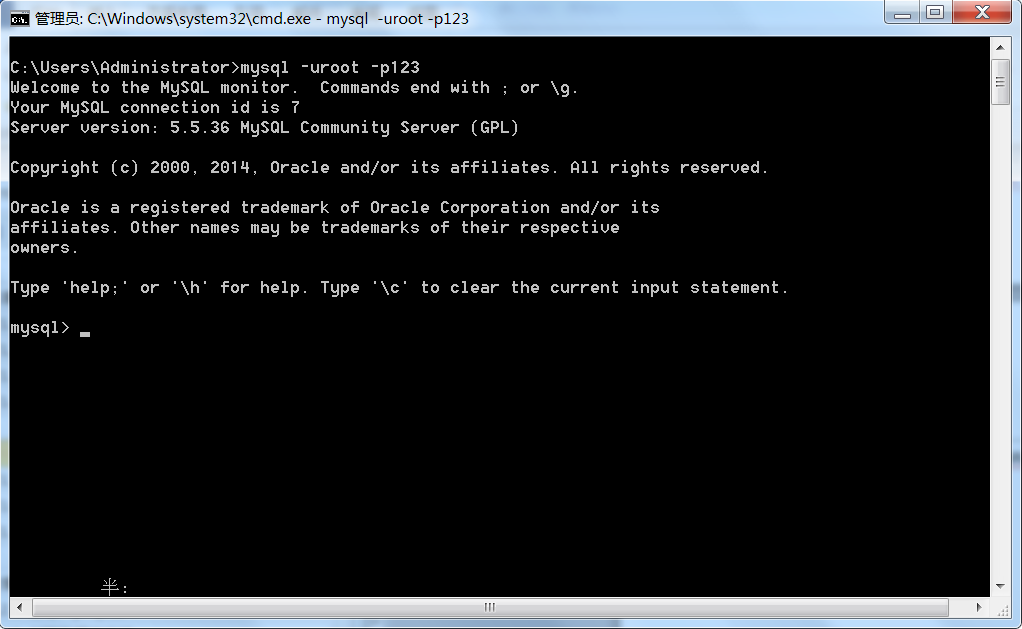 管理员: C:\Windows\system32\cmd.exe - mysql  -uroot -p123
C:\Users\Administrator>mysql -uroot -p123
Welcome to the MySQL monitor.  Commands end with ; or \g.
Your MySQL connection id is 7
Server version: 5.5.36 MySQL Community Server (GPL)
Copyright (c) 2000, 2014, Oracle and/or its affiliates. All rights reserved.
Oracle is a registered trademark of Oracle Corporation and/or its
affiliates. Other names may be trademarks of their respective
owners.
Type 'help;' or '\h' for help. Type '\c' to clear the current input statement.
mysql> _
半: